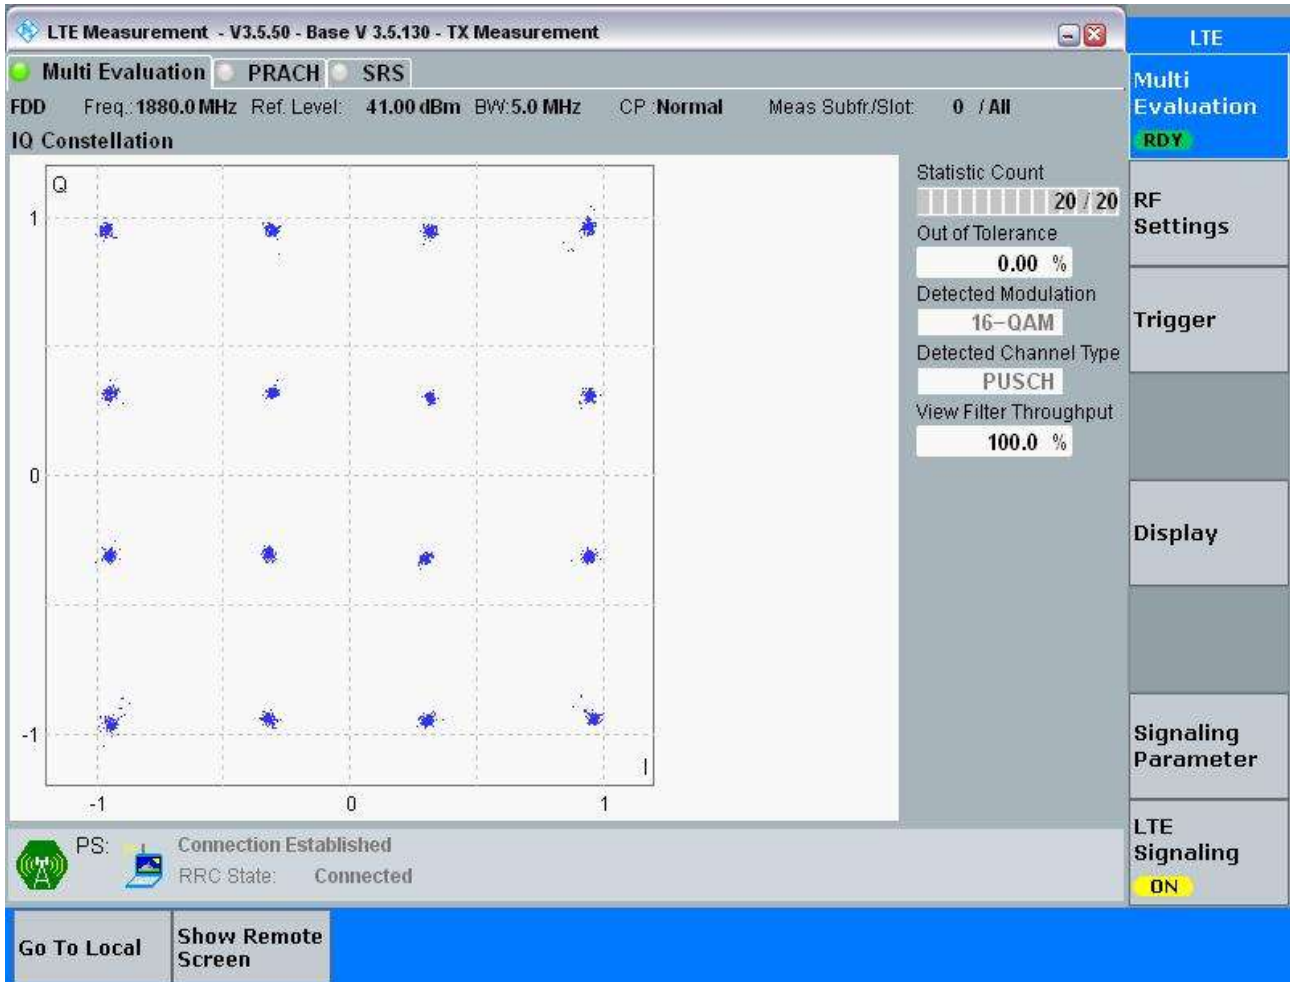 LTE Measurement - V3.5.50 - Base V 3.5.130 - TX Measurement
LTE
Multi Evaluation PRACH SRS
FDD Freq.: 1880.0 MHz Ref. Level: 41.00 dBm BW: 5.0 MHz CP : Normal Meas Subfr./Slot: 0 / All
IQ Constellation
Q
1
0
-1
I
-1 0 1
Statistic Count
20 / 20
Out of Tolerance
0.00 %
Detected Modulation
16-QAM
Detected Channel Type
PUSCH
View Filter Throughput
100.0 %
Multi
Evaluation
RDY
RF
Settings
Trigger
Display
Signaling
Parameter
LTE
Signaling
ON
PS: Connection Established
RRC State: Connected
Go To Local
Show Remote
Screen